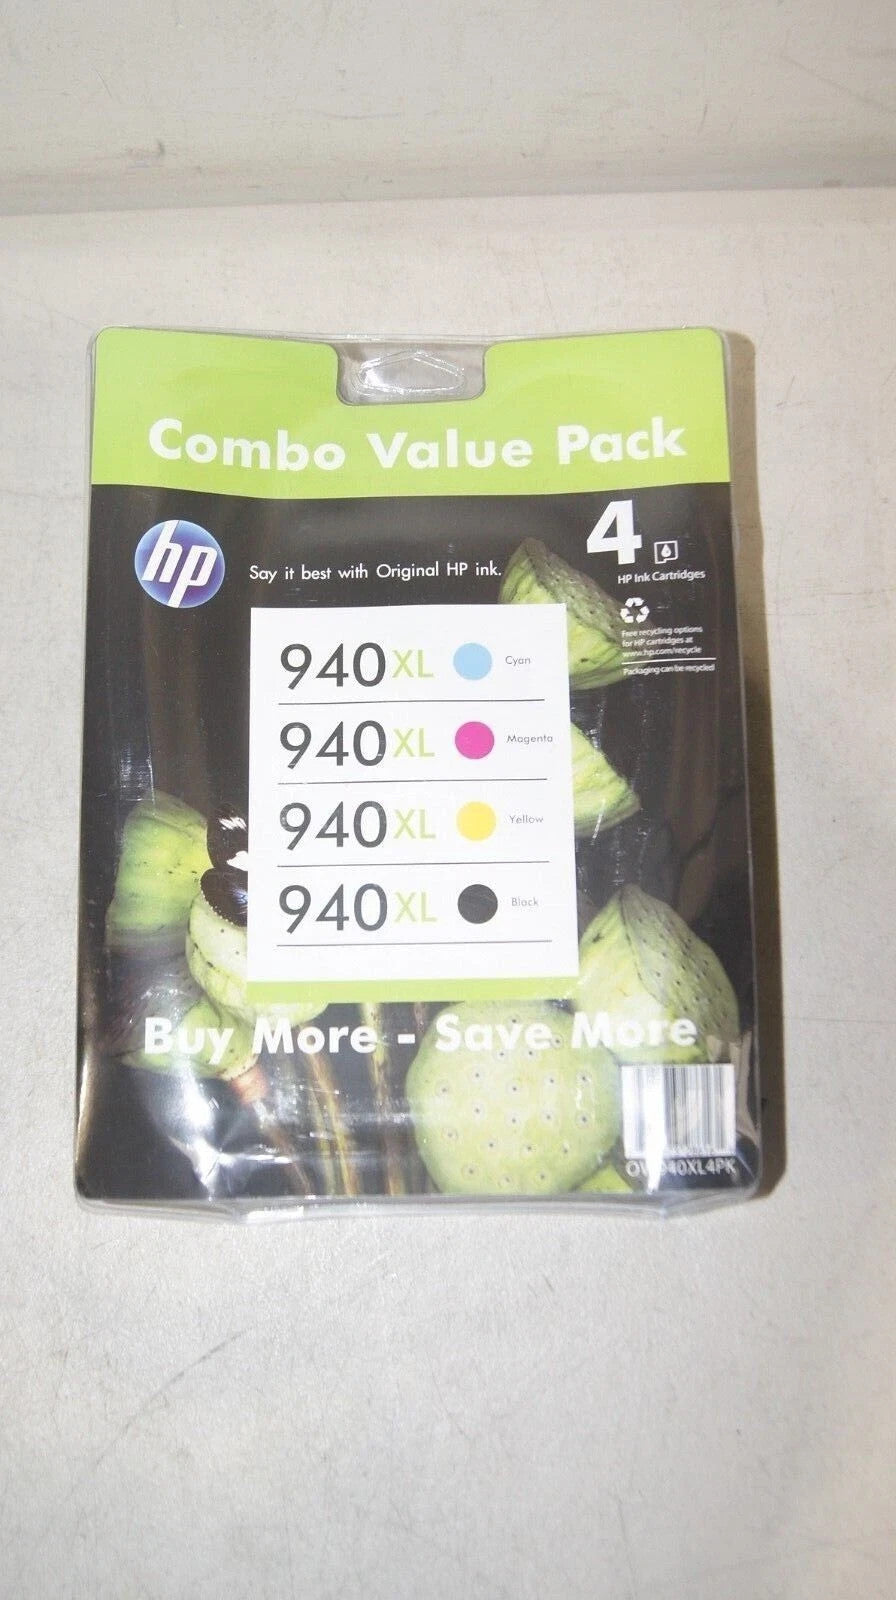 Combo Value Pack
hp
4
Say it best with Original HP ink.
HP Ink Cartridges
Free recycling options
for HP cartridges at
www.hp.com/recycle
Packaging can be recycled
940XL Cyan
940XL Magenta
940XL Yellow
940XL Black
Buy More - Save More